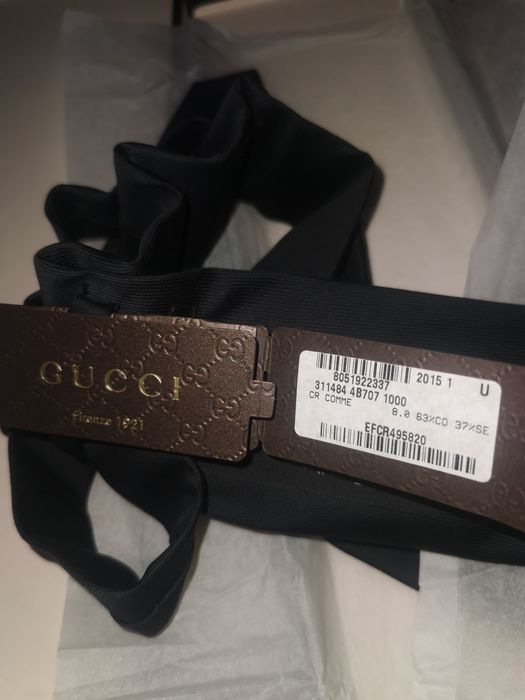 GUCCI
Firenze 1921
8051922337 2015 1 U
311484 4B707 1000
CR COMME 8.0 63%CO 37%SE
EFCR495820